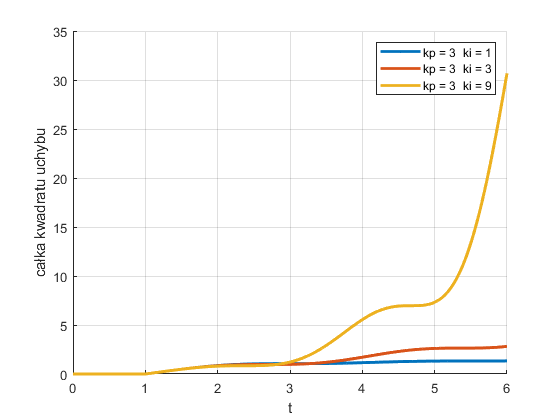 35
30
25
20
15
10
5
0
całka kwadratu uchybu
kp = 3 ki = 1
kp = 3 ki = 3
kp = 3 ki = 9
0 1 2 3 4 5 6
t